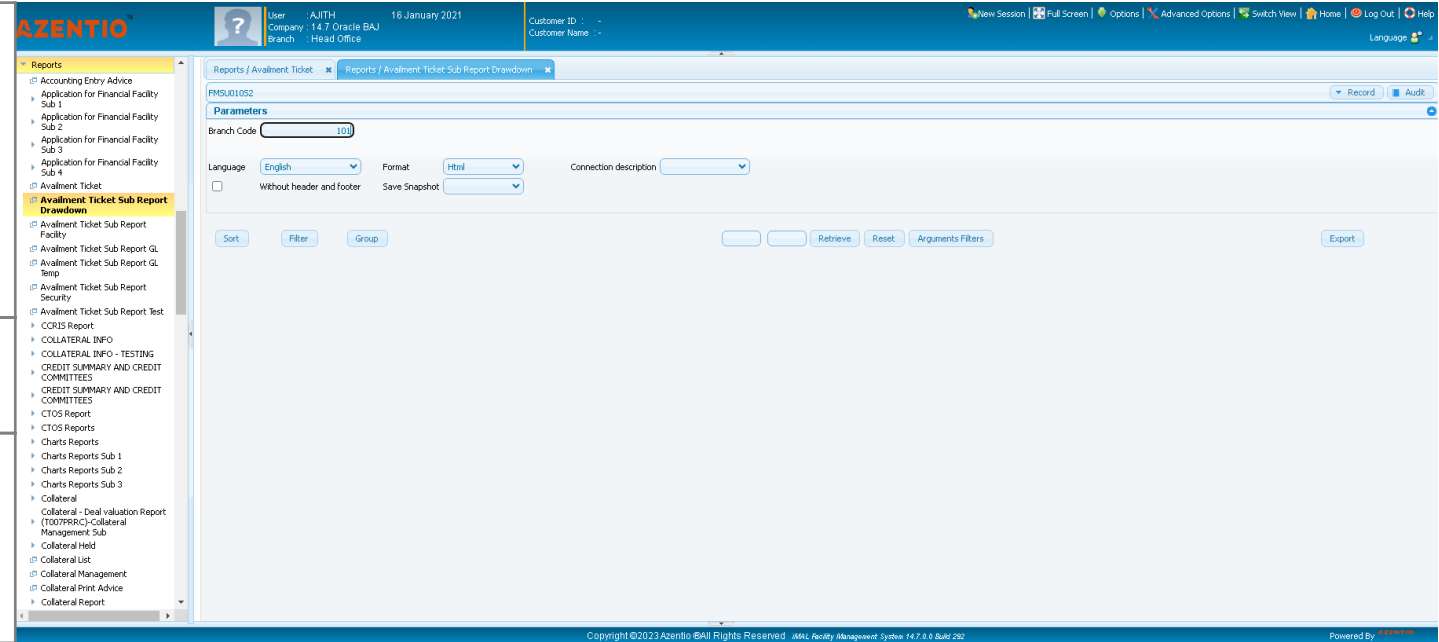 AZENTIO™
?
User : AJITH 16 January 2021
Company : 14.7 Oracle BAJ
Branch : Head Office
Customer ID : -
Customer Name : -
New Session | Full Screen | Options | Advanced Options | Switch View | Home | Log Out | Help
Language
Reports
Accounting Entry Advice
Application for Financial Facility
Sub 1
Application for Financial Facility
Sub 2
Application for Financial Facility
Sub 3
Application for Financial Facility
Sub 4
Availment Ticket
Availment Ticket Sub Report
Drawdown
Availment Ticket Sub Report
Facility
Availment Ticket Sub Report GL
Availment Ticket Sub Report GL
Temp
Availment Ticket Sub Report
Security
Availment Ticket Sub Report Test
CCRIS Report
COLLATERAL INFO
COLLATERAL INFO - TESTING
CREDIT SUMMARY AND CREDIT
COMMITTEES
CREDIT SUMMARY AND CREDIT
COMMITTEES
CTOS Report
CTOS Reports
Charts Reports
Charts Reports Sub 1
Charts Reports Sub 2
Charts Reports Sub 3
Collateral
Collateral - Deal valuation Report
(T007PRRC)-Collateral
Management Sub
Collateral Held
Collateral List
Collateral Management
Collateral Print Advice
Collateral Report
Reports / Availment Ticket Reports / Availment Ticket Sub Report Drawdown
FMSU010S2 Record Audit
Parameters
Branch Code 101
Language English Format Html Connection description
Without header and footer Save Snapshot
Sort Filter Group Retrieve Reset Arguments Filters Export
Copyright ©2023 Azentio ®All Rights Reserved iMAL Facility Management System 14.7.0.0 Build 292 Powered By AZENTIO